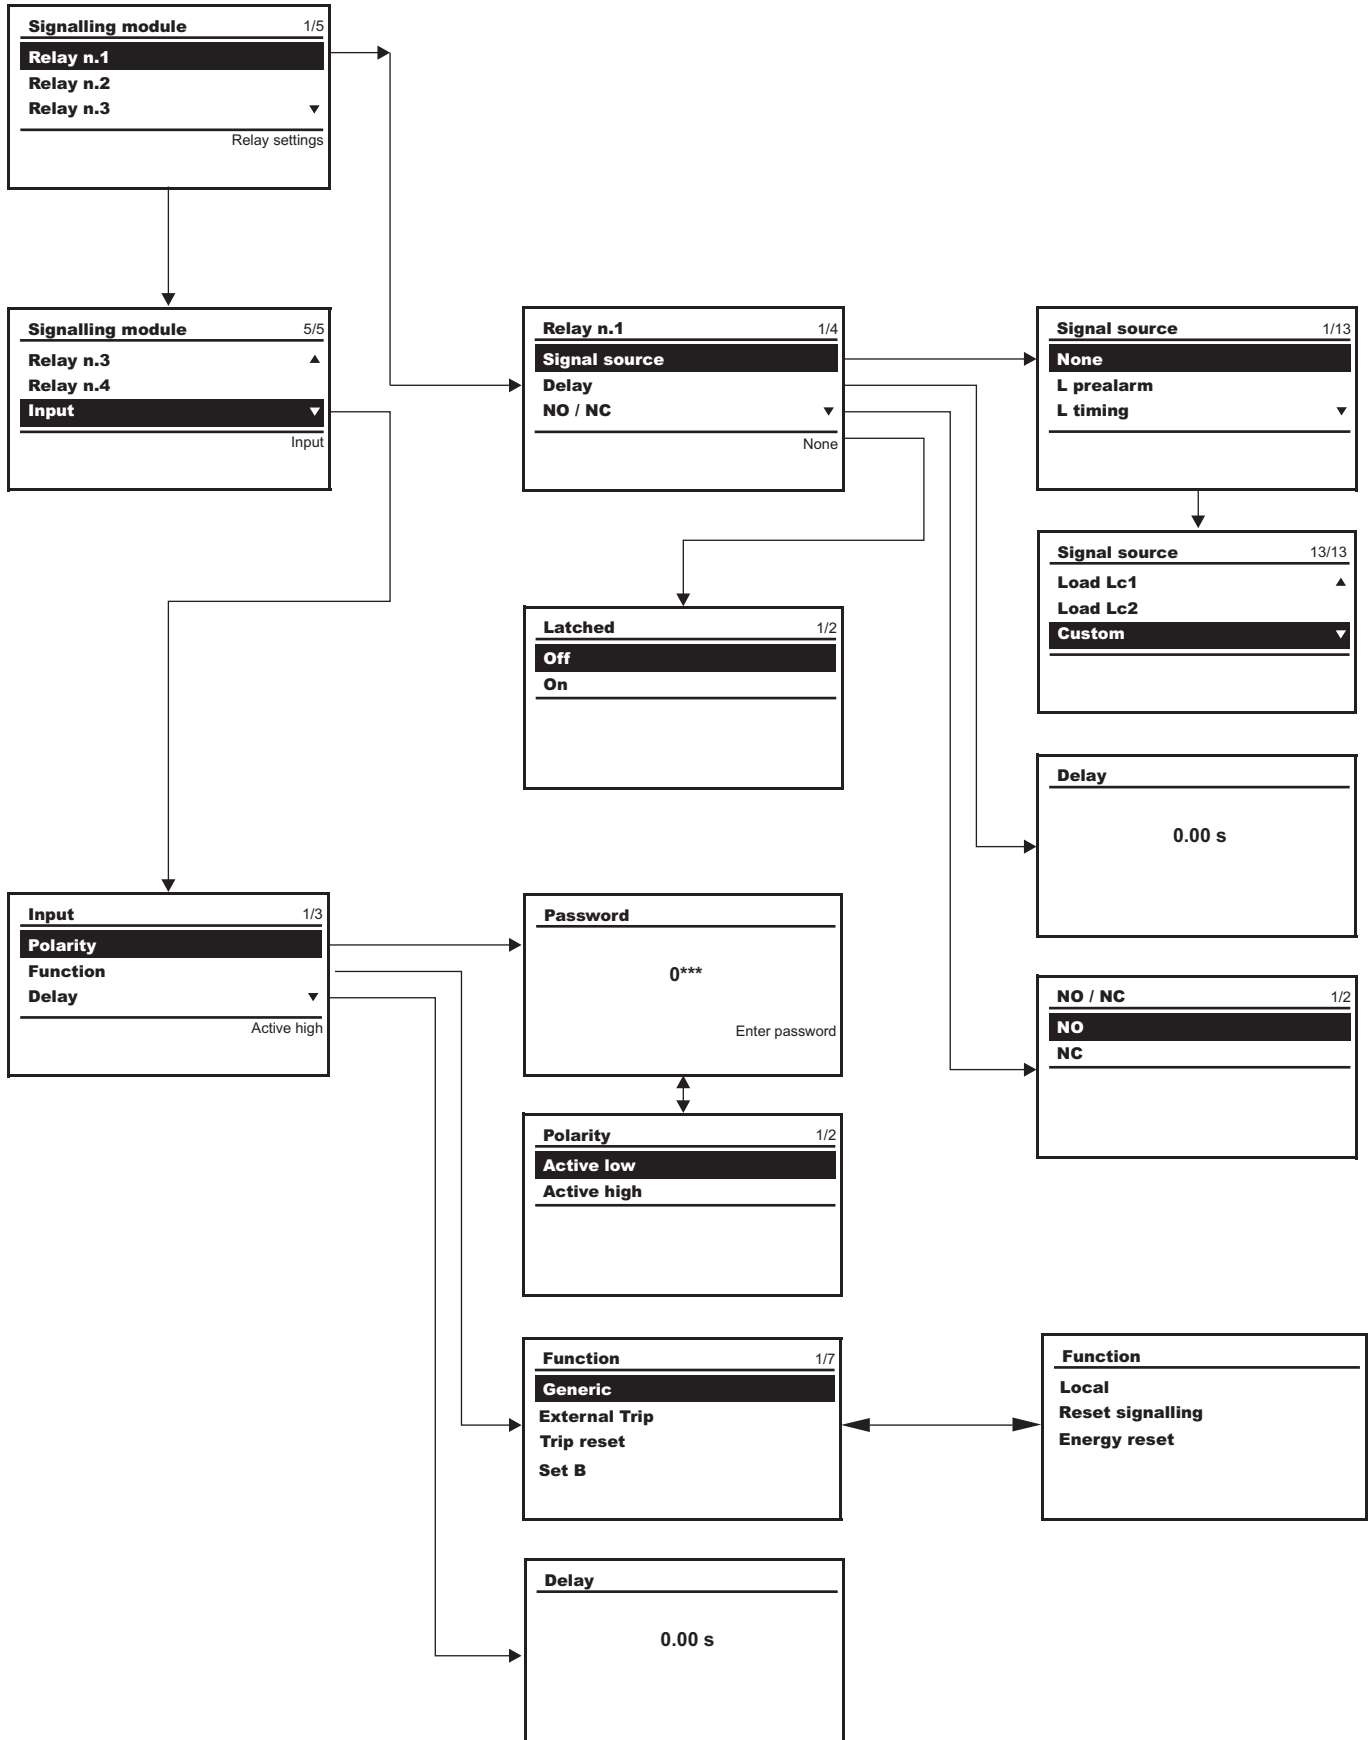 Signalling module 1/5
Relay n.1
Relay n.2
Relay n.3
Relay settings
Signalling module 5/5
Relay n.3
Relay n.4
Input
Input
Relay n.1 1/4
Signal source
Delay
NO / NC
None
Signal source 1/13
None
L prealarm
L timing
Signal source 13/13
Load Lc1
Load Lc2
Custom
Latched 1/2
Off
On
Delay
0.00 s
Input 1/3
Polarity
Function
Delay
Active high
Password
0***
Enter password
NO / NC 1/2
NO
NC
Polarity 1/2
Active low
Active high
Function 1/7
Generic
External Trip
Trip reset
Set B
Function
Local
Reset signalling
Energy reset
Delay
0.00 s